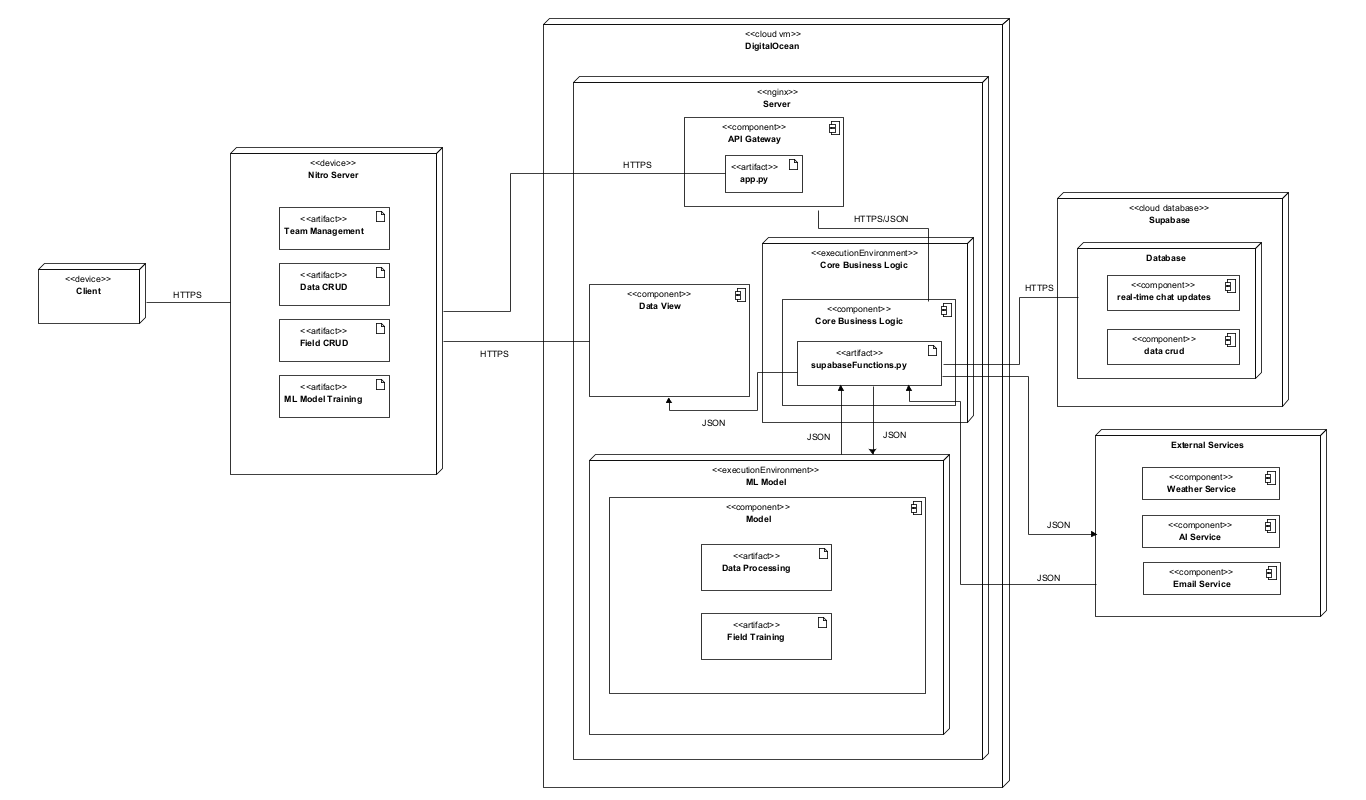 <<device>>
Client
HTTPS
<<device>>
Nitro Server
<<artifact>>
Team Management
<<artifact>>
Data CRUD
<<artifact>>
Field CRUD
<<artifact>>
ML Model Training
HTTPS
HTTPS
<<cloud vm>>
DigitalOcean
<<nginx>>
Server
<<component>>
API Gateway
<<artifact>>
app.py
HTTPS/JSON
<<executionEnvironment>>
Core Business Logic
<<component>>
Core Business Logic
<<artifact>>
supabaseFunctions.py
<<component>>
Data View
JSON
JSON
JSON
<<executionEnvironment>>
ML Model
<<component>>
Model
<<artifact>>
Data Processing
<<artifact>>
Field Training
HTTPS
<<cloud database>>
Supabase
Database
<<component>>
real-time chat updates
<<component>>
data crud
JSON
JSON
External Services
<<component>>
Weather Service
<<component>>
AI Service
<<component>>
Email Service